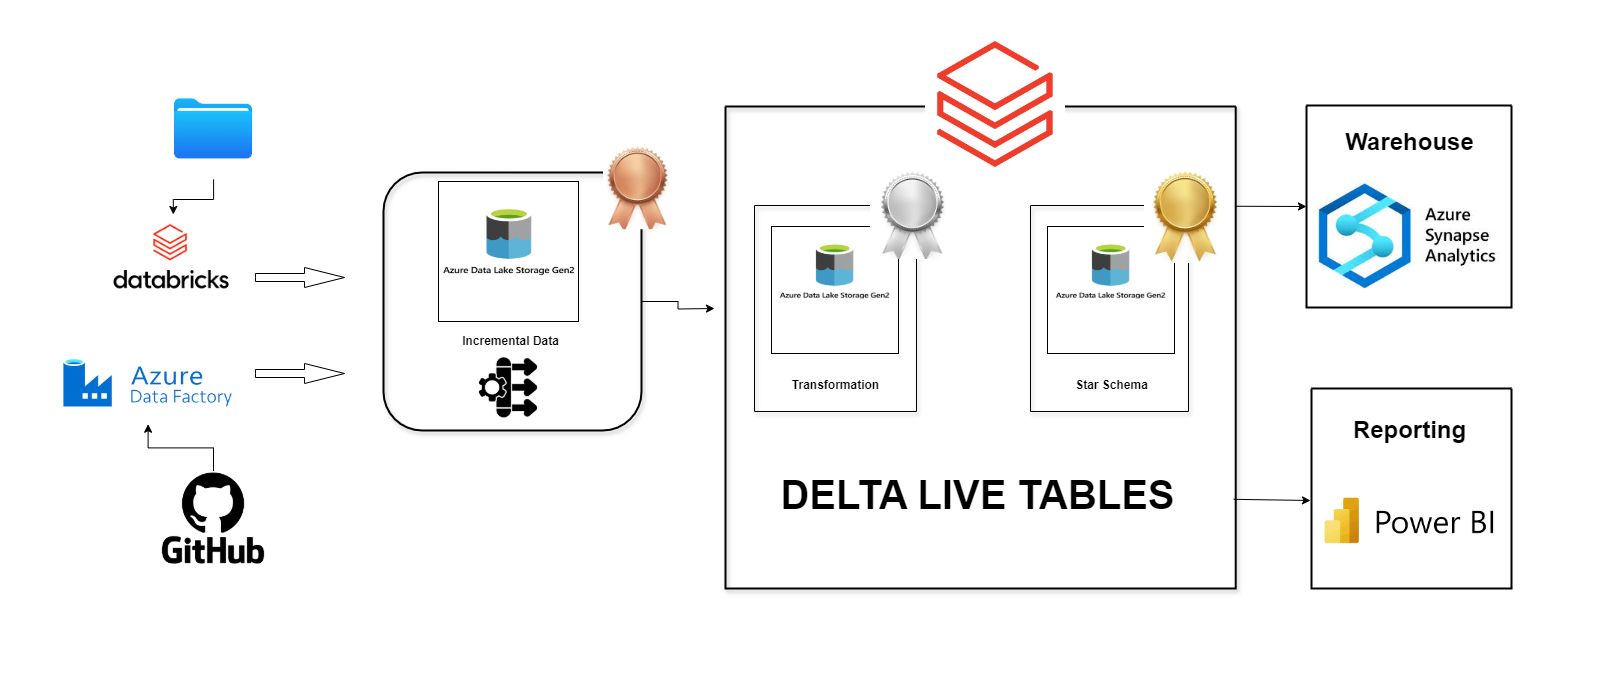 databricks
Azure
Data Factory
GitHub
Azure Data Lake Storage Gen2
Incremental Data
Azure Data Lake Storage Gen2
Transformation
Azure Data Lake Storage Gen2
Star Schema
DELTA LIVE TABLES
Warehouse
Azure
Synapse
Analytics
Reporting
Power BI